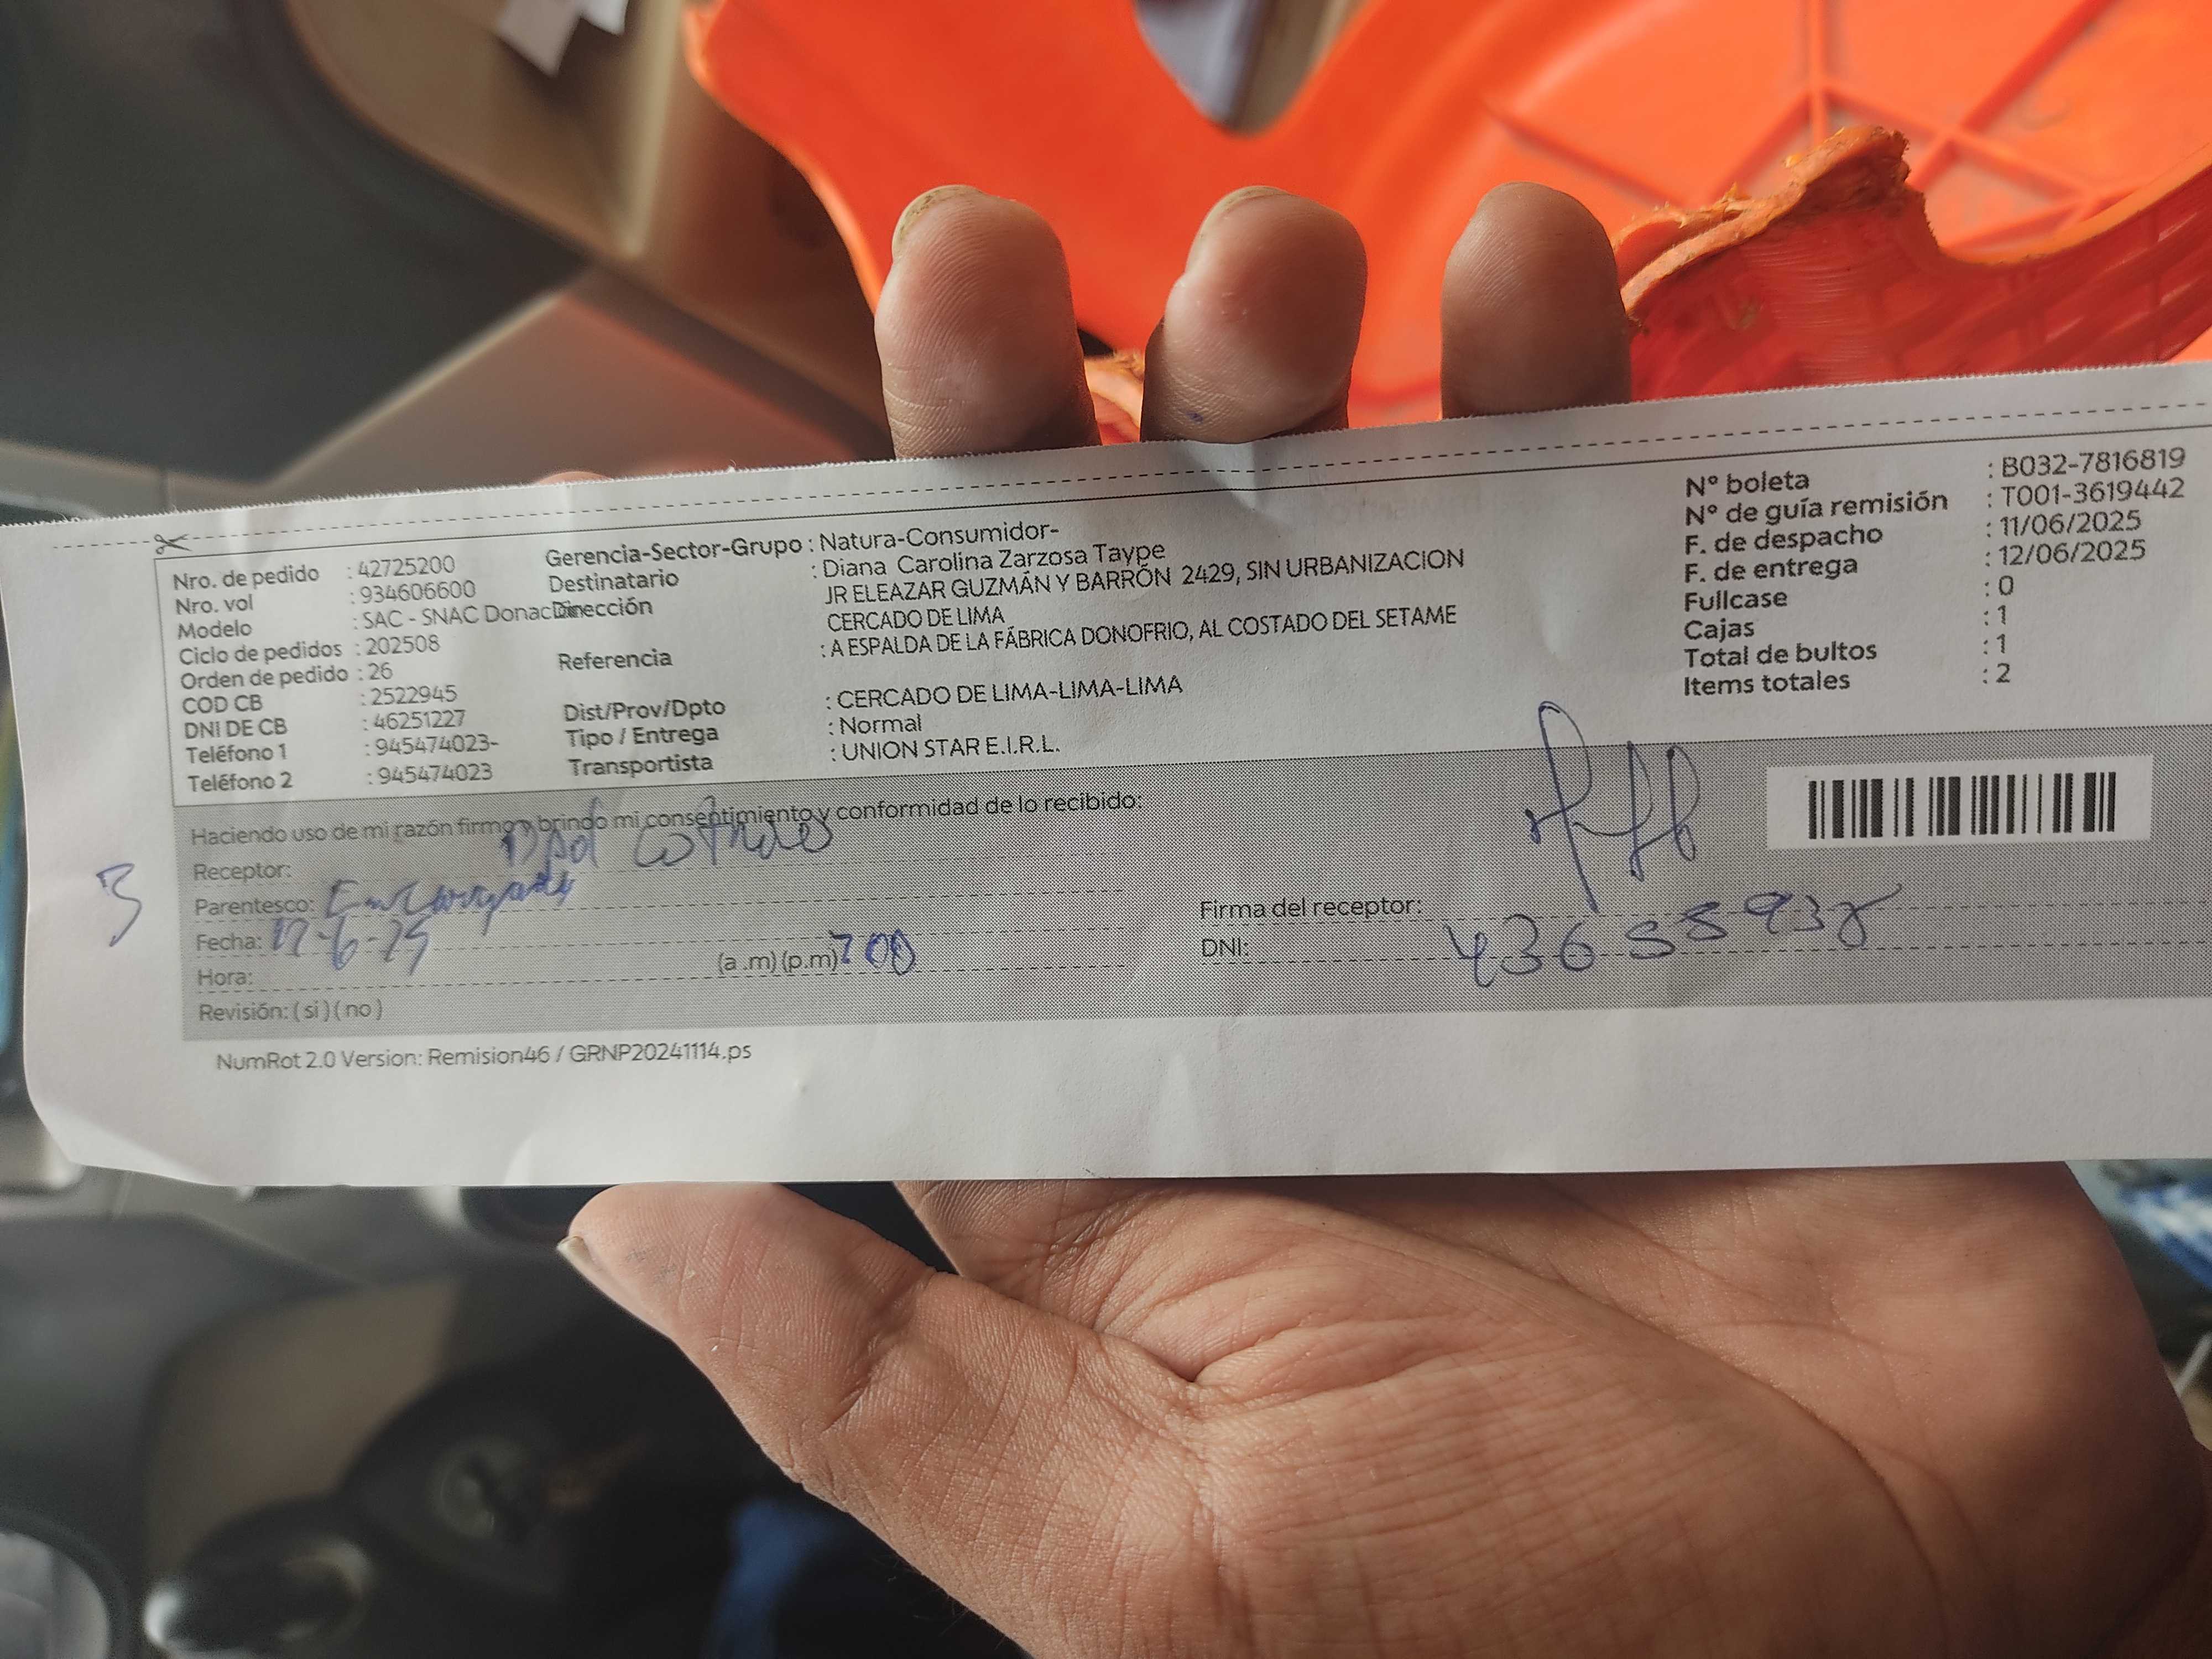 Nro. de pedido : 42725200
Nro. vol : 934606600
Modelo : SAC - SNAC Donac
Ciclo de pedidos : 202508
Orden de pedido : 26
COD CB : 2522945
DNI DE CB : 46251227
Teléfono 1 : 945474023-
Teléfono 2 : 945474023
Gerencia-Sector-Grupo : Natura-Consumidor-
Destinatario : Diana Carolina Zarzosa Taype
Dirección JR ELEAZAR GUZMÁN Y BARRÓN 2429, SIN URBANIZACION
CERCADO DE LIMA
Referencia : A ESPALDA DE LA FÁBRICA DONOFRIO, AL COSTADO DEL SETAME
Dist/Prov/Dpto : CERCADO DE LIMA-LIMA-LIMA
Tipo / Entrega : Normal
Transportista : UNION STAR E.I.R.L.
N° boleta : B032-7816819
N° de guía remisión : T001-3619442
F. de despacho : 11/06/2025
F. de entrega : 12/06/2025
Fullcase : 0
Cajas : 1
Total de bultos : 1
Items totales : 2
Haciendo uso de mi razón firmo y brindo mi consentimiento y conformidad de lo recibido:
Receptor:
Parentesco: Encargado
Fecha: 12-6-25
Hora: (a .m) (p.m) 200
Revisión: ( si ) ( no )
Firma del receptor:
DNI:
NumRot 2.0 Version: Remision46 / GRNP20241114.ps